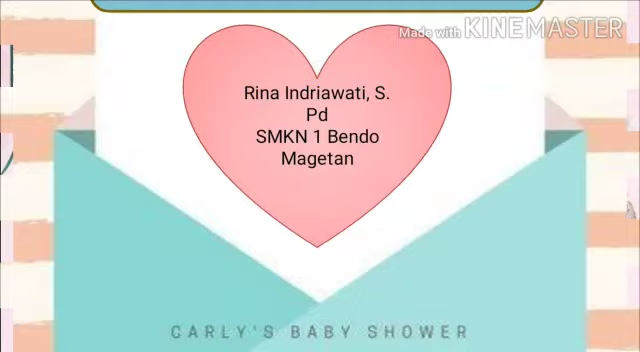 Made with KINEMASTER
Rina Indriawati, S.
Pd
SMKN 1 Bendo
Magetan
CARLY'S BABY SHOWER